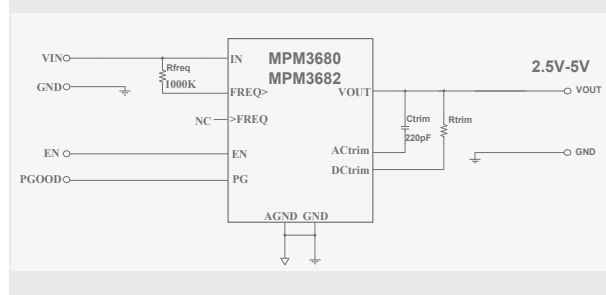 VIN
Rfreq
1000K
GND
NC
EN
PGOOD
IN
FREQ>
>FREQ
EN
PG
MPM3680
MPM3682
VOUT
ACtrim
DCtrim
AGND GND
Ctrim
220pF
Rtrim
2.5V-5V
VOUT
GND